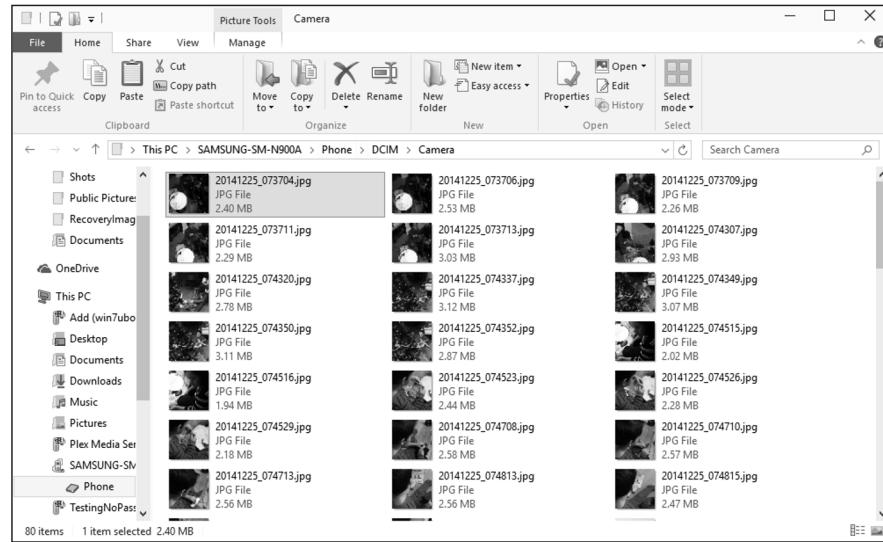 Picture Tools Camera
File Home Share View Manage
Pin to Quick access
Copy
Paste
Cut
Copy path
Paste shortcut
Clipboard
Move to
Copy to
Delete
Rename
Organize
New folder
New item
Easy access
New
Properties
Open
Edit
History
Open
Select mode
Select
This PC > SAMSUNG-SM-N900A > Phone > DCIM > Camera
Search Camera
Shots
Public Pictures
RecoveryImag
Documents
OneDrive
This PC
Add (win7ubo
Desktop
Documents
Downloads
Music
Pictures
Plex Media Ser
SAMSUNG-SM
Phone
TestingNoPass
20141225_073704.jpg
JPG File
2.40 MB
20141225_073706.jpg
JPG File
2.53 MB
20141225_073709.jpg
JPG File
2.26 MB
20141225_073711.jpg
JPG File
2.29 MB
20141225_073713.jpg
JPG File
3.03 MB
20141225_074307.jpg
JPG File
2.93 MB
20141225_074320.jpg
JPG File
2.78 MB
20141225_074337.jpg
JPG File
3.12 MB
20141225_074349.jpg
JPG File
3.07 MB
20141225_074350.jpg
JPG File
3.11 MB
20141225_074352.jpg
JPG File
2.87 MB
20141225_074515.jpg
JPG File
2.02 MB
20141225_074516.jpg
JPG File
1.94 MB
20141225_074523.jpg
JPG File
2.44 MB
20141225_074526.jpg
JPG File
2.28 MB
20141225_074529.jpg
JPG File
2.18 MB
20141225_074708.jpg
JPG File
2.58 MB
20141225_074710.jpg
JPG File
2.57 MB
20141225_074713.jpg
JPG File
2.56 MB
20141225_074813.jpg
JPG File
2.56 MB
20141225_074815.jpg
JPG File
2.47 MB
80 items 1 item selected 2.40 MB